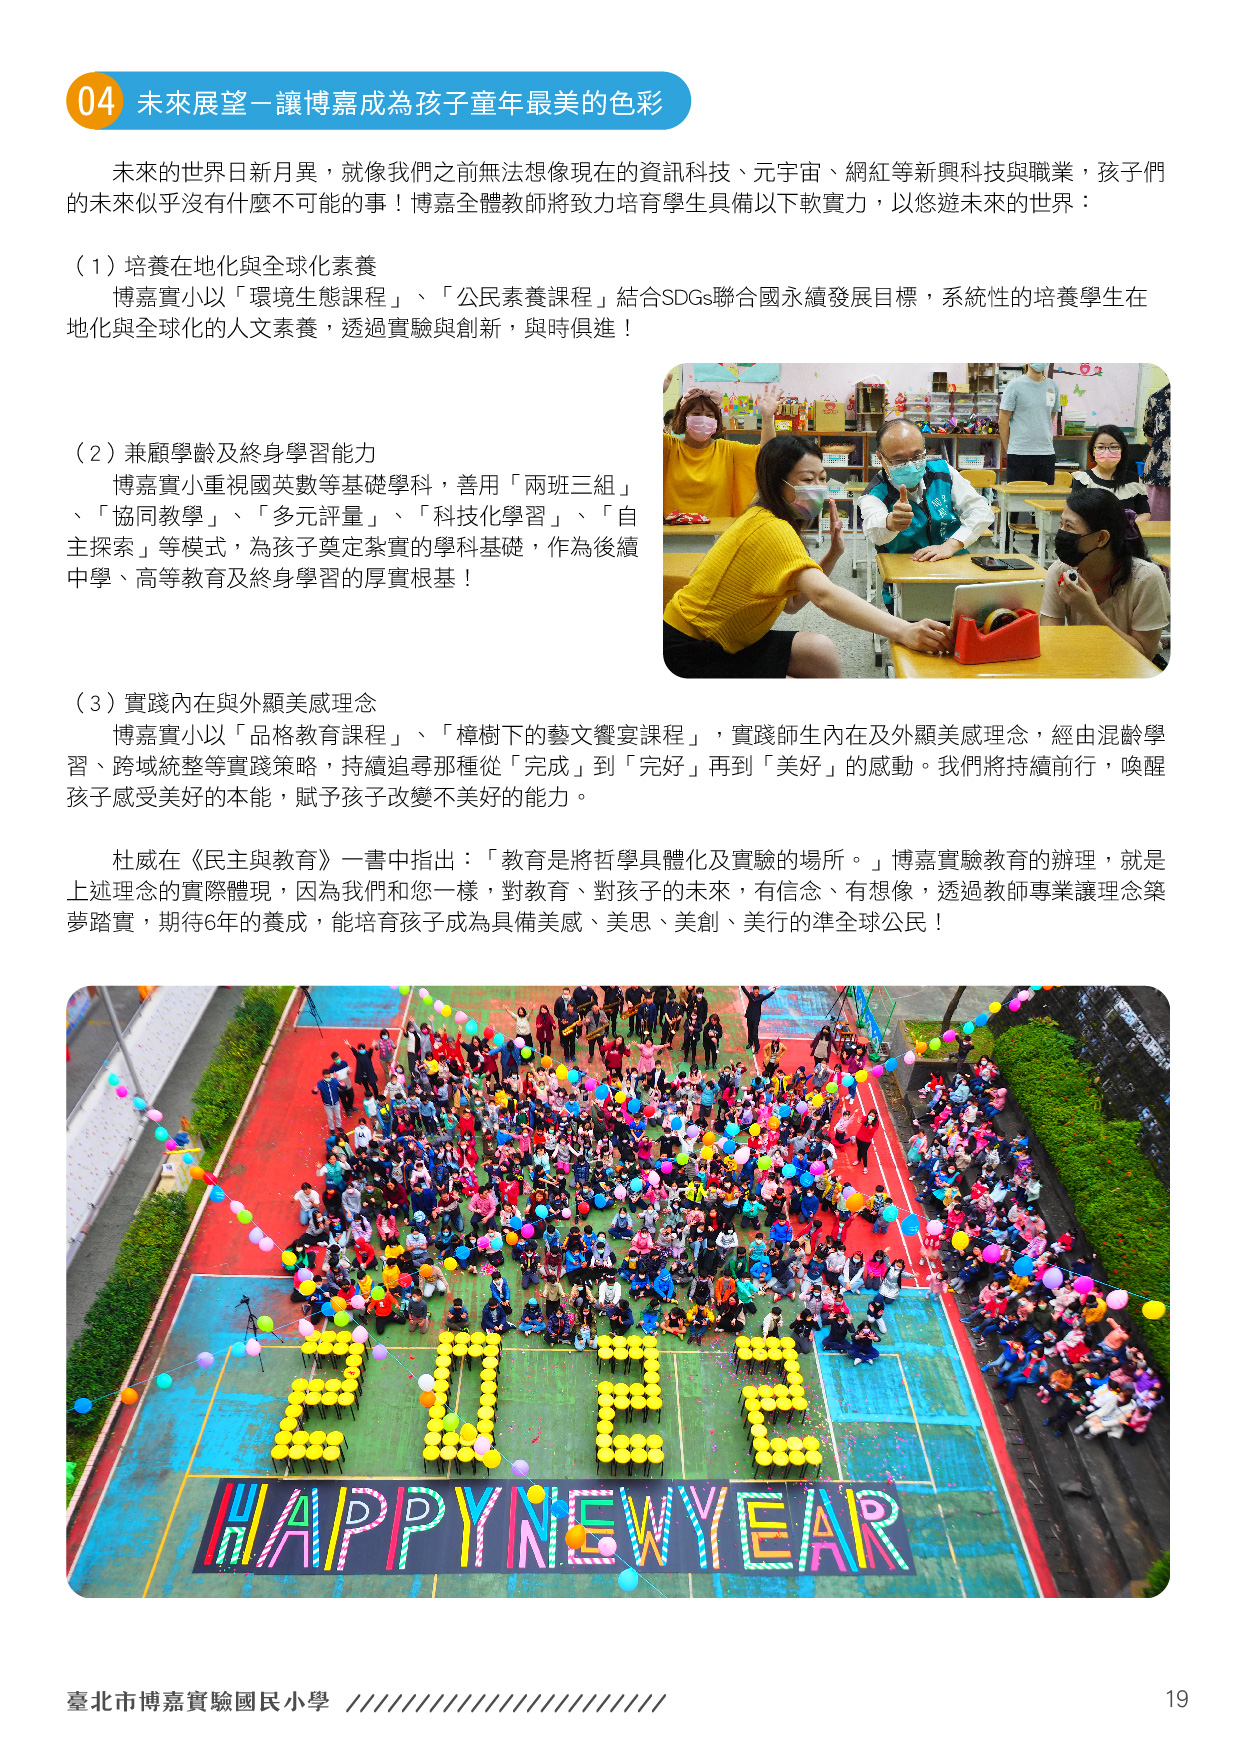 04 未來展望－讓博嘉成為孩子童年最美的色彩
未來的世界日新月異，就像我們之前無法想像現在的資訊科技、元宇宙、網紅等新興科技與職業，孩子們
的未來似乎沒有什麼不可能的事！博嘉全體教師將致力培育學生具備以下軟實力，以悠遊未來的世界：
（1）培養在地化與全球化素養
博嘉實小以「環境生態課程」、「公民素養課程」結合SDGs聯合國永續發展目標，系統性的培養學生在
地化與全球化的人文素養，透過實驗與創新，與時俱進！
（2）兼顧學齡及終身學習能力
博嘉實小重視國英數等基礎學科，善用「兩班三組」
、「協同教學」、「多元評量」、「科技化學習」、「自
主探索」等模式，為孩子奠定紮實的學科基礎，作為後續
中學、高等教育及終身學習的厚實根基！
（3）實踐內在與外顯美感理念
博嘉實小以「品格教育課程」、「樟樹下的藝文饗宴課程」，實踐師生內在及外顯美感理念，經由混齡學
習、跨域統整等實踐策略，持續追尋那種從「完成」到「完好」再到「美好」的感動。我們將持續前行，喚醒
孩子感受美好的本能，賦予孩子改變不美好的能力。
杜威在《民主與教育》一書中指出：「教育是將哲學具體化及實驗的場所。」博嘉實驗教育的辦理，就是
上述理念的實際體現，因為我們和您一樣，對教育、對孩子的未來，有信念、有想像，透過教師專業讓理念築
夢踏實，期待6年的養成，能培育孩子成為具備美感、美思、美創、美行的準全球公民！
2022
HAPPY NEW YEAR
臺北市博嘉實驗國民小學 ///////////////////////
19